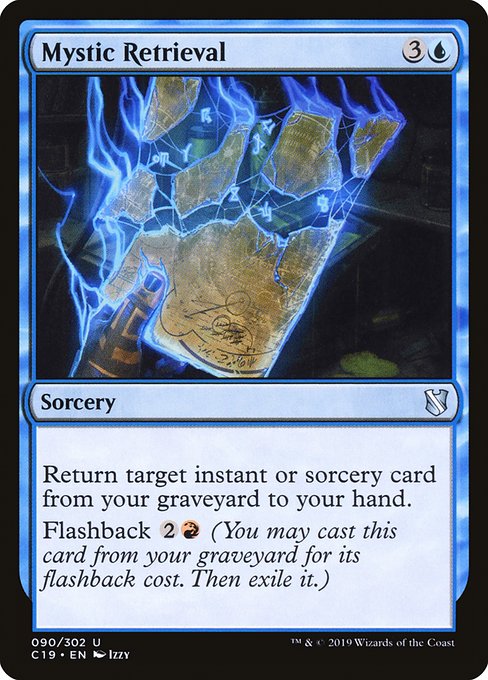 Mystic Retrieval 3
Sorcery
Return target instant or sorcery card
from your graveyard to your hand.
Flashback 2 (You may cast this
card from your graveyard for its
flashback cost. Then exile it.)
090/302 U
C19 • EN Izzy
™ & © 2019 Wizards of the Coast